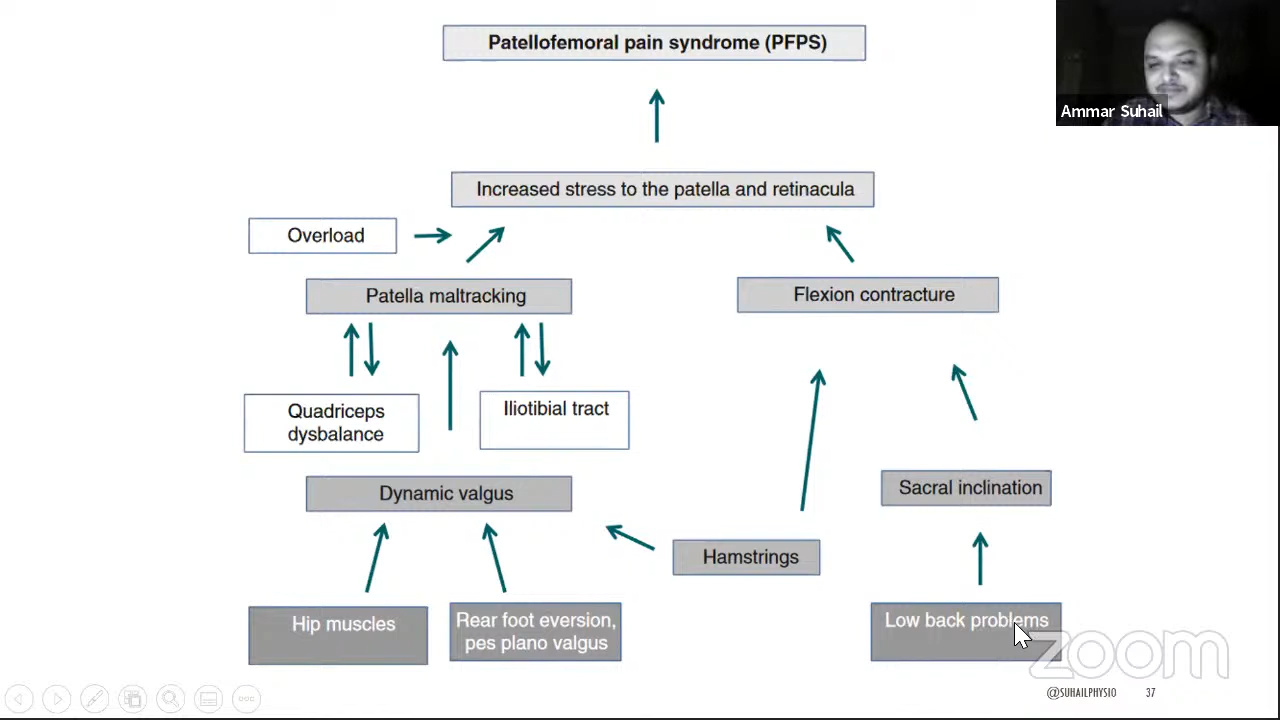 Patellofemoral pain syndrome (PFPS)
Ammar Suhail
Increased stress to the patella and retinacula
Overload
Patella maltracking
Flexion contracture
Quadriceps
dysbalance
Iliotibial tract
Dynamic valgus
Sacral inclination
Hamstrings
Hip muscles
Rear foot eversion,
pes plano valgus
Low back problems
zoom
@SUHAILPHYSIO
37